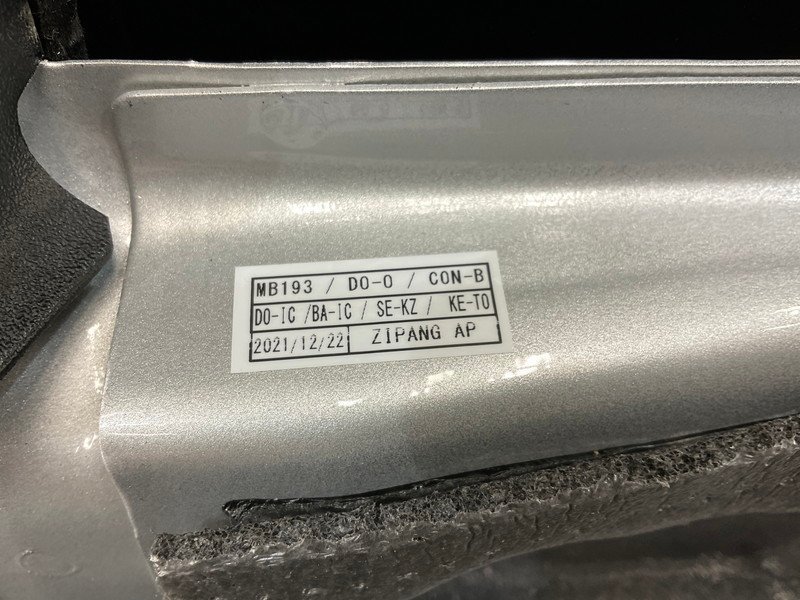 MB193 / DO-O / CON-B
DO-IC /BA-IC / SE-KZ / KE-TO
2021/12/22 ZIPANG AP